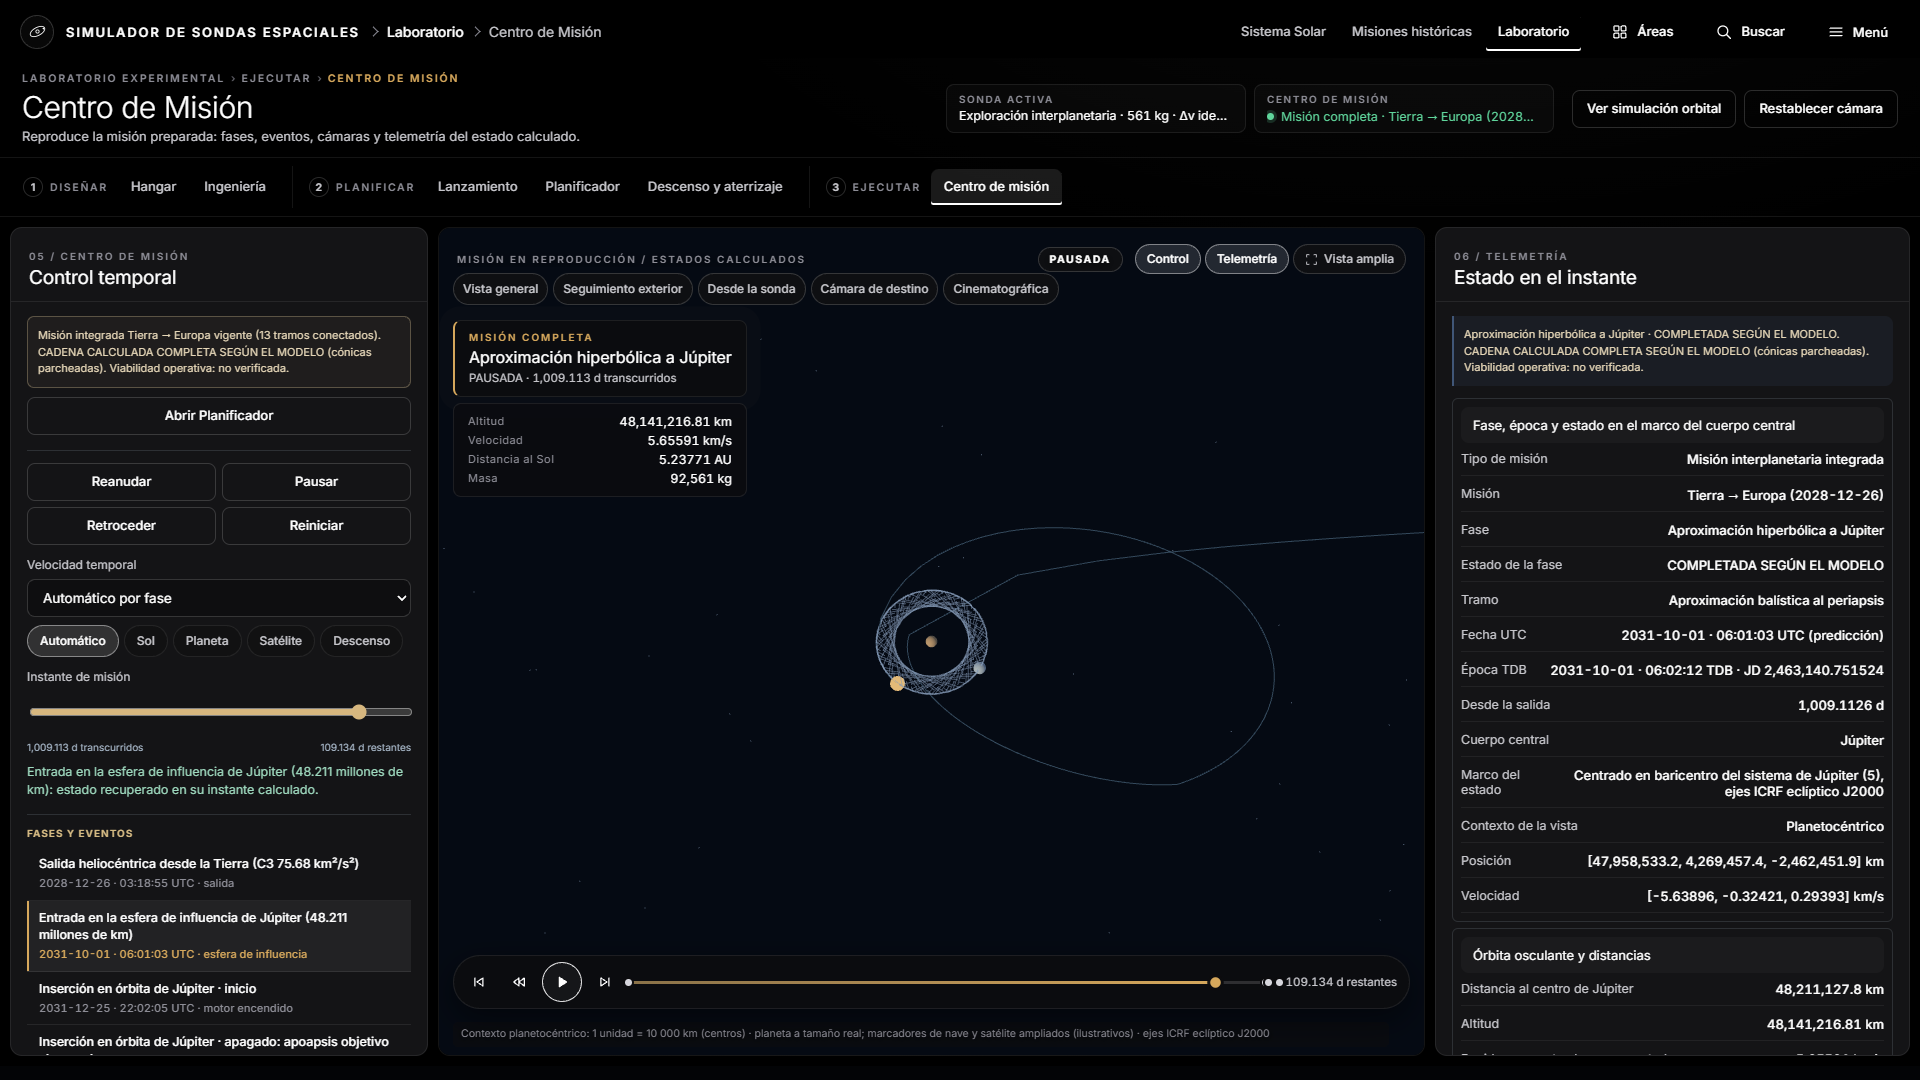 SIMULADOR DE SONDAS ESPACIALES > Laboratorio > Centro de Misión
Sistema Solar Misiones históricas Laboratorio Áreas Buscar Menú
LABORATORIO EXPERIMENTAL › EJECUTAR › CENTRO DE MISIÓN
Centro de Misión
Reproduce la misión preparada: fases, eventos, cámaras y telemetría del estado calculado.
SONDA ACTIVA
Exploración interplanetaria · 561 kg · Δv ide...
CENTRO DE MISIÓN
Misión completa · Tierra → Europa (2028...
Ver simulación orbital
Restablecer cámara
1 DISEÑAR Hangar Ingeniería 2 PLANIFICAR Lanzamiento Planificador Descenso y aterrizaje 3 EJECUTAR Centro de misión
05 / CENTRO DE MISIÓN
Control temporal
Misión integrada Tierra → Europa vigente (13 tramos conectados).
CADENA CALCULADA COMPLETA SEGÚN EL MODELO (cónicas
parcheadas). Viabilidad operativa: no verificada.
Abrir Planificador
Reanudar Pausar
Retroceder Reiniciar
Velocidad temporal
Automático por fase
Automático Sol Planeta Satélite Descenso
Instante de misión
1,009.113 d transcurridos 109.134 d restantes
Entrada en la esfera de influencia de Júpiter (48.211 millones de
km): estado recuperado en su instante calculado.
FASES Y EVENTOS
Salida heliocéntrica desde la Tierra (C3 75.68 km²/s²)
2028-12-26 · 03:18:55 UTC · salida
Entrada en la esfera de influencia de Júpiter (48.211
millones de km)
2031-10-01 · 06:01:03 UTC · esfera de influencia
Inserción en órbita de Júpiter · inicio
2031-12-25 · 22:02:05 UTC · motor encendido
Inserción en órbita de Júpiter · apagado: apoapsis objetivo
MISIÓN EN REPRODUCCIÓN / ESTADOS CALCULADOS
PAUSADA Control Telemetría Vista amplia
Vista general Seguimiento exterior Desde la sonda Cámara de destino Cinematográfica
MISIÓN COMPLETA
Aproximación hiperbólica a Júpiter
PAUSADA · 1,009.113 d transcurridos
Altitud 48,141,216.81 km
Velocidad 5.65591 km/s
Distancia al Sol 5.23771 AU
Masa 92,561 kg
109.134 d restantes
Contexto planetocéntrico: 1 unidad = 10 000 km (centros) · planeta a tamaño real; marcadores de nave y satélite ampliados (ilustrativos) · ejes ICRF eclíptico J2000
06 / TELEMETRÍA
Estado en el instante
Aproximación hiperbólica a Júpiter · COMPLETADA SEGÚN EL MODELO.
CADENA CALCULADA COMPLETA SEGÚN EL MODELO (cónicas parcheadas).
Viabilidad operativa: no verificada.
Fase, época y estado en el marco del cuerpo central
Tipo de misión Misión interplanetaria integrada
Misión Tierra → Europa (2028-12-26)
Fase Aproximación hiperbólica a Júpiter
Estado de la fase COMPLETADA SEGÚN EL MODELO
Tramo Aproximación balística al periapsis
Fecha UTC 2031-10-01 · 06:01:03 UTC (predicción)
Época TDB 2031-10-01 · 06:02:12 TDB · JD 2,463,140.751524
Desde la salida 1,009.1126 d
Cuerpo central Júpiter
Marco del estado Centrado en baricentro del sistema de Júpiter (5), ejes ICRF eclíptico J2000
Contexto de la vista Planetocéntrico
Posición [47,958,533.2, 4,269,457.4, -2,462,451.9] km
Velocidad [-5.63896, -0.32421, 0.29393] km/s
Órbita osculante y distancias
Distancia al centro de Júpiter 48,211,127.8 km
Altitud 48,141,216.81 km